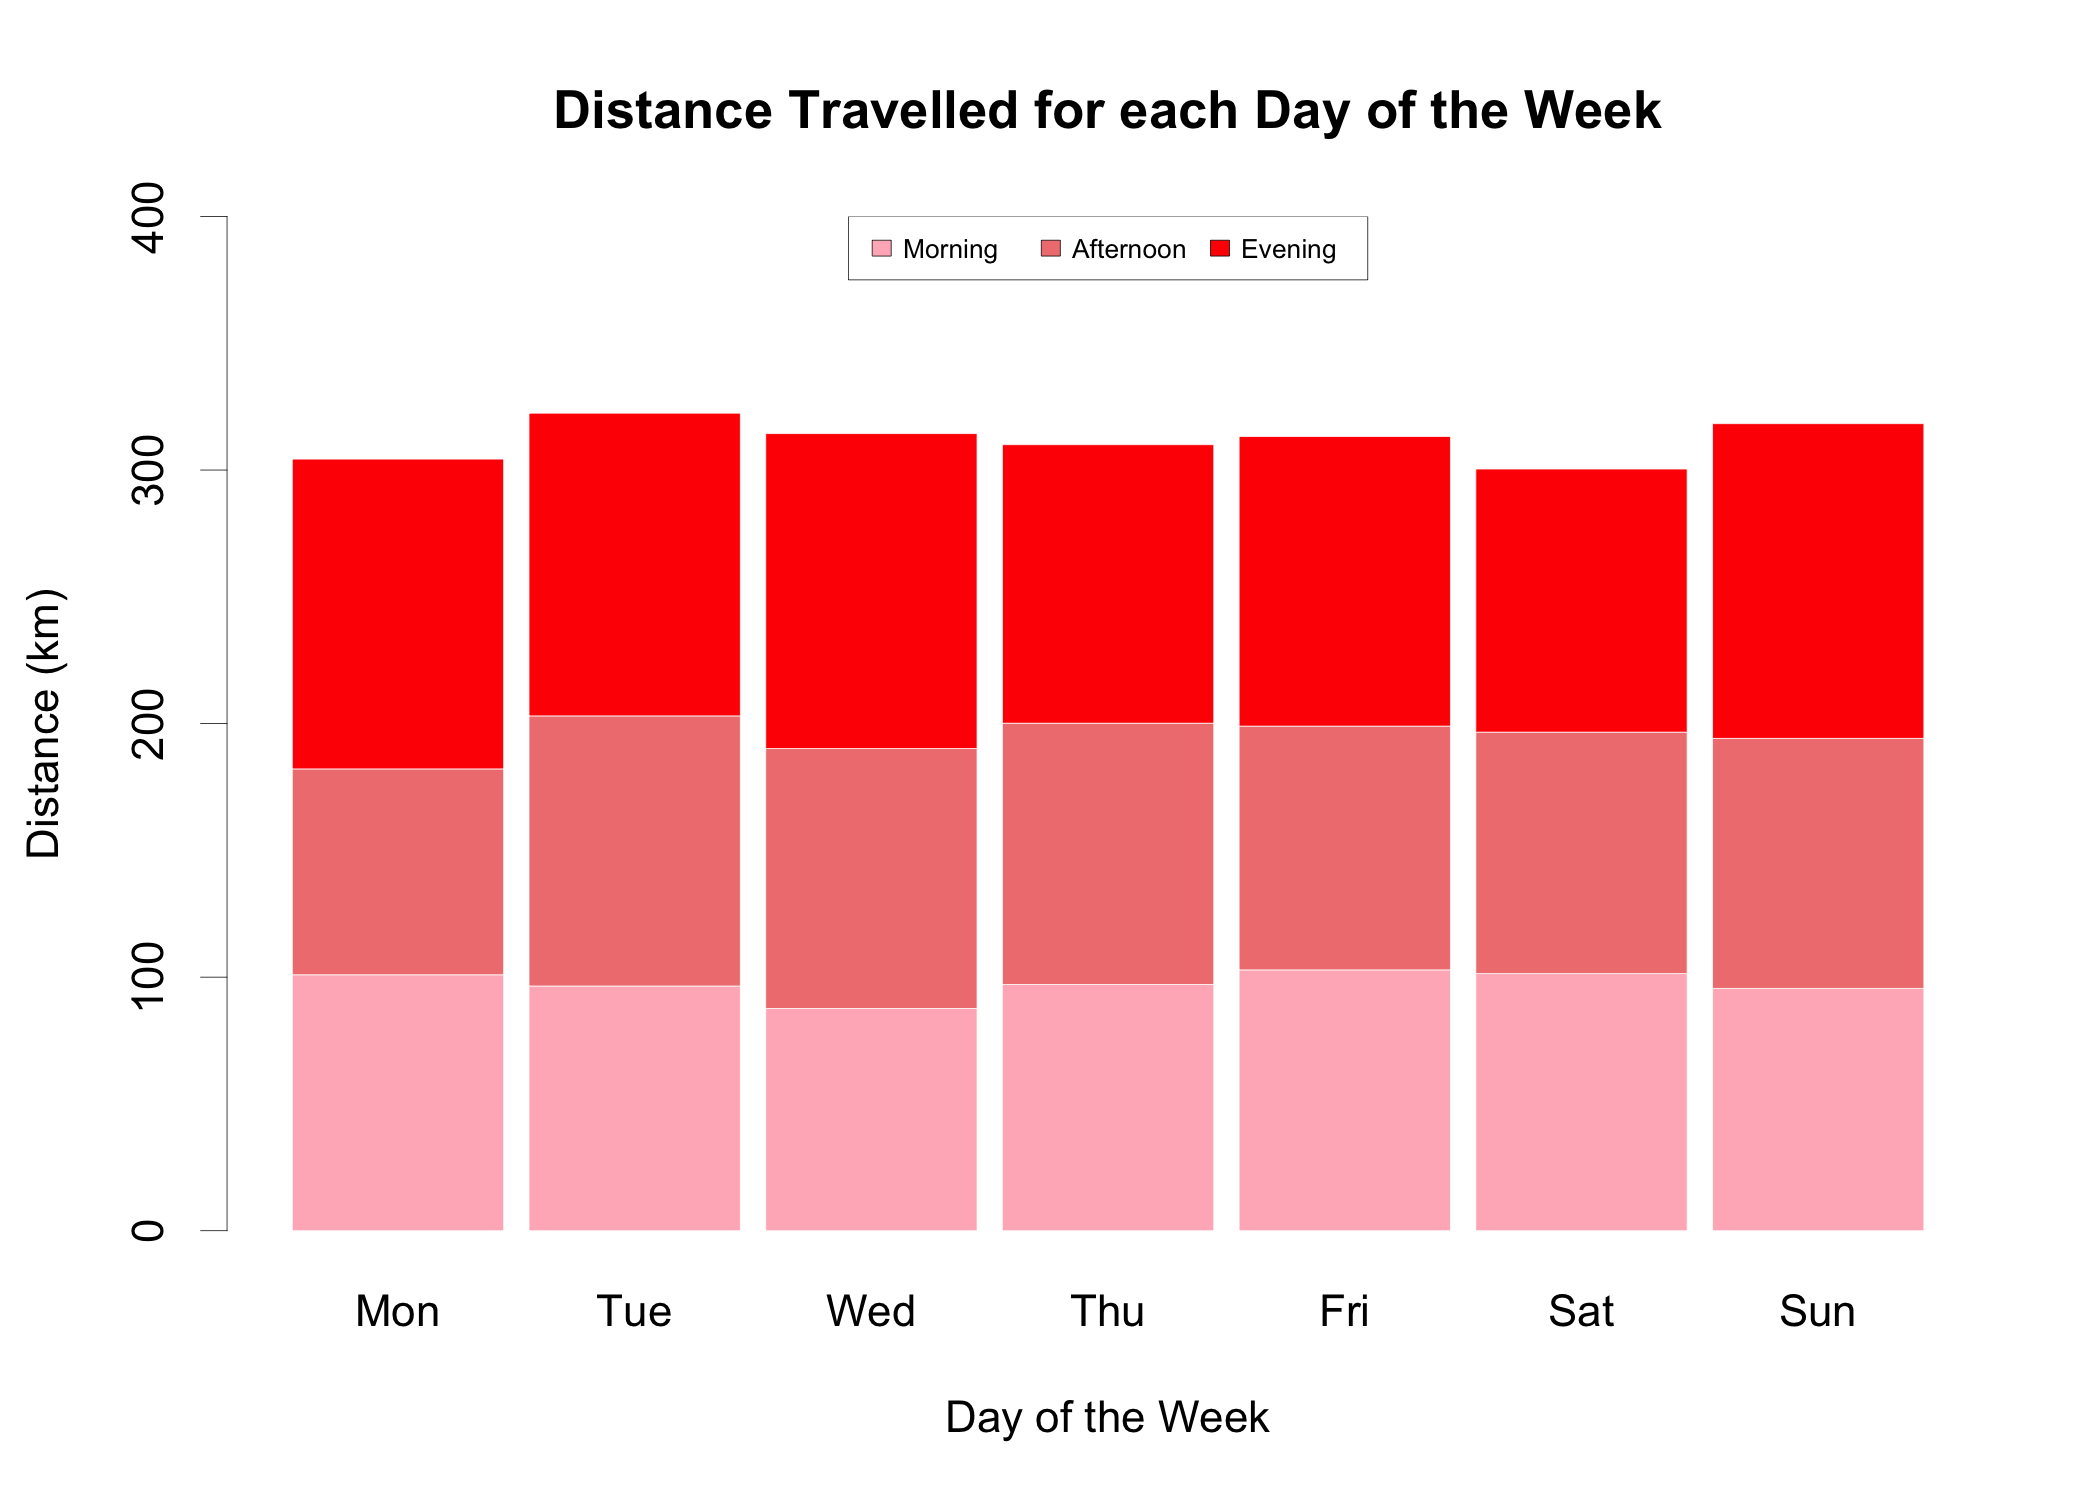 Distance Travelled for each Day of the Week
Morning Afternoon Evening
400
300
200
100
0
Distance (km)
Mon Tue Wed Thu Fri Sat Sun
Day of the Week